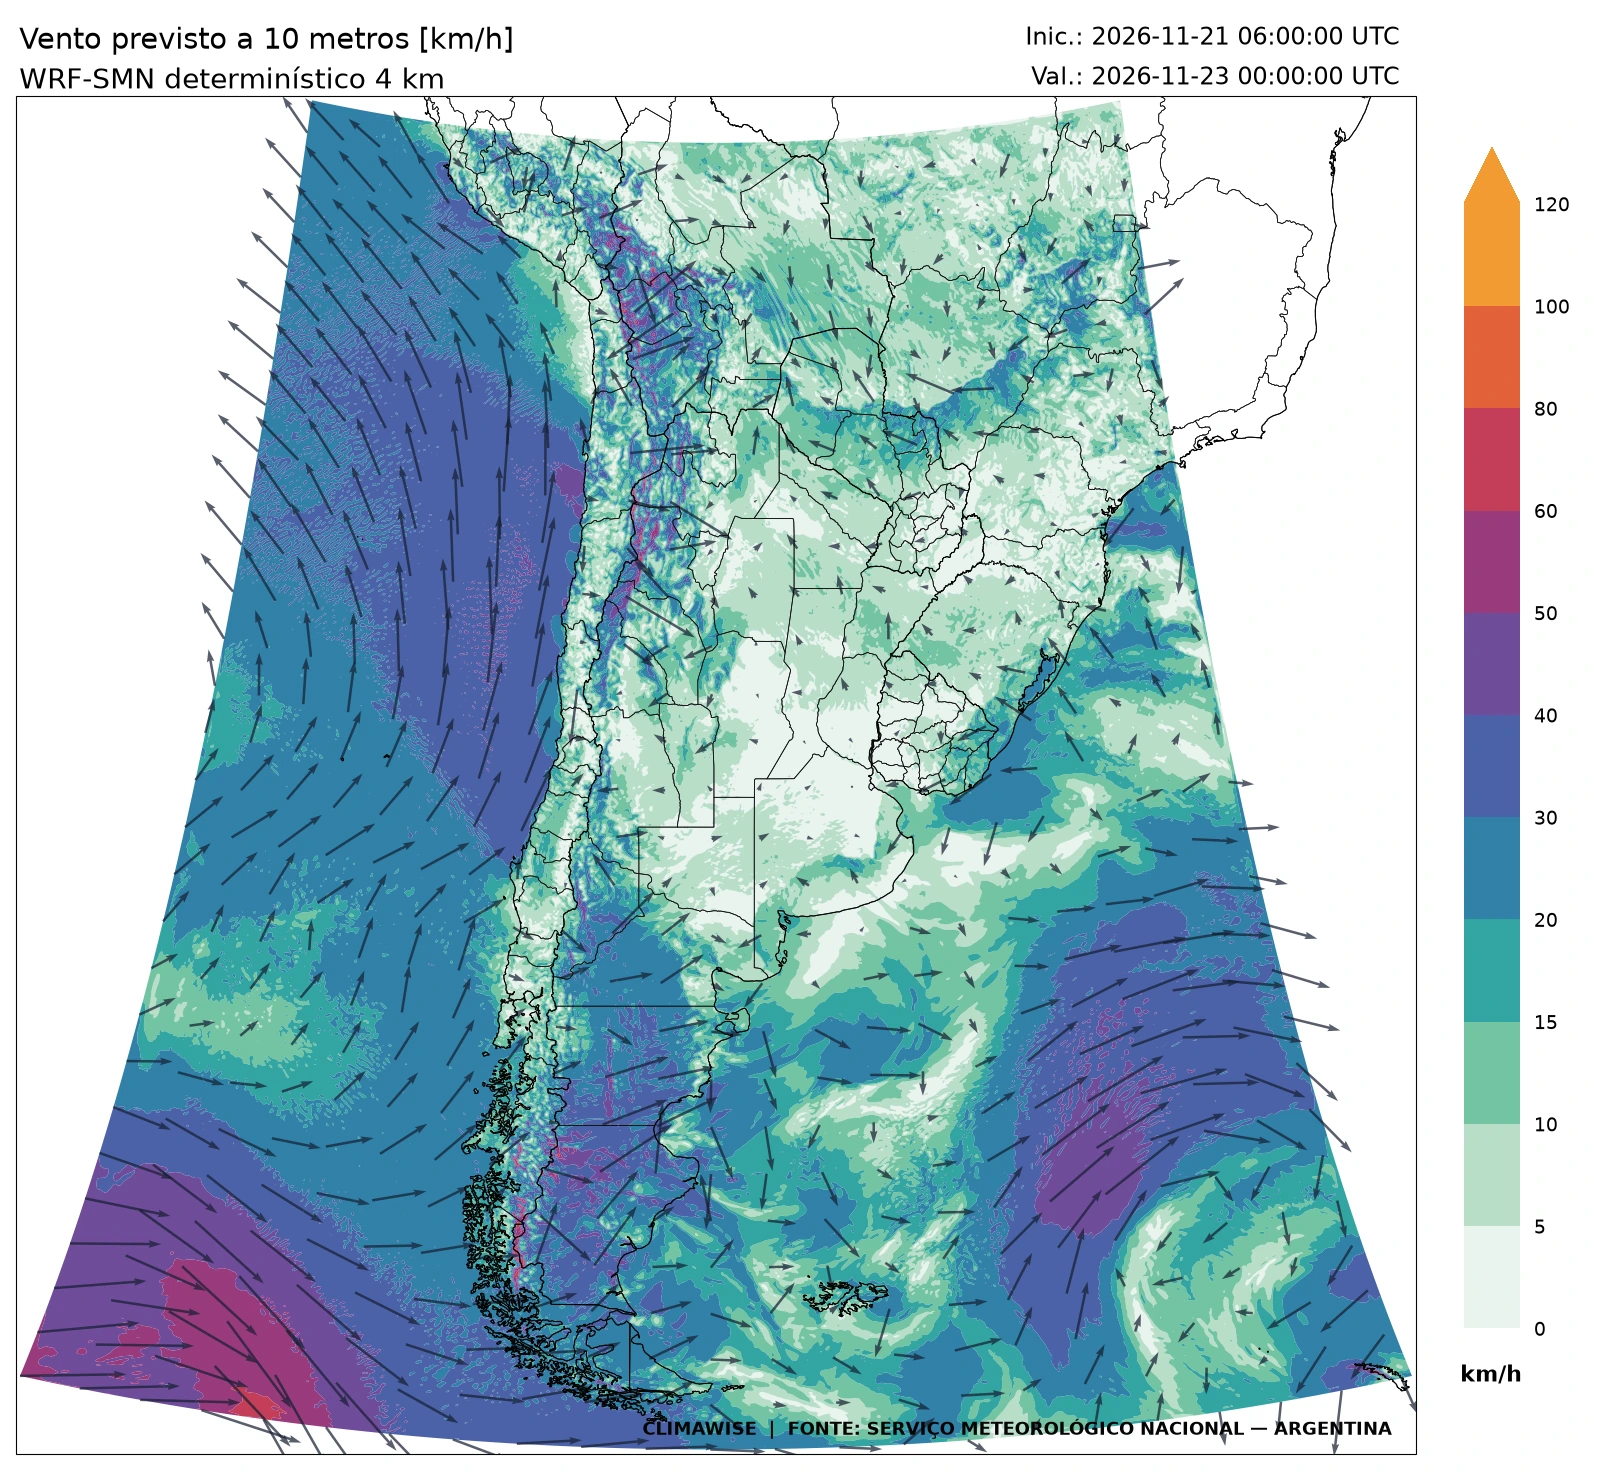 Vento previsto a 10 metros [km/h]
WRF-SMN determinístico 4 km
Inic.: 2026-11-21 06:00:00 UTC
Val.: 2026-11-23 00:00:00 UTC
120
100
80
60
50
40
30
20
15
10
5
0
km/h
CLIMAWISE | FONTE: SERVIÇO METEOROLÓGICO NACIONAL — ARGENTINA